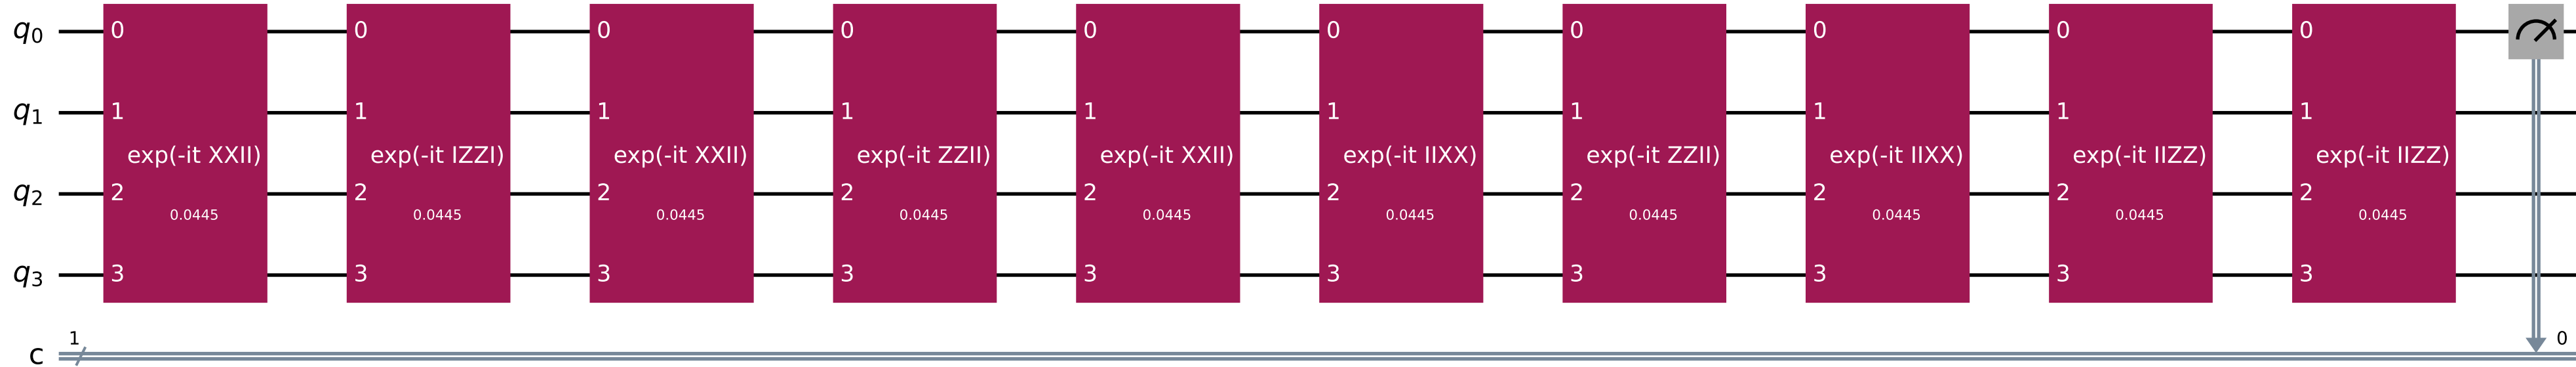 q0 0 0 0 0 0 0 0 0 0 0
q1 1 1 1 1 1 1 1 1 1 1
exp(-it XXII) exp(-it IZZI) exp(-it XXII) exp(-it ZZII) exp(-it XXII) exp(-it IIXX) exp(-it ZZII) exp(-it IIXX) exp(-it IIZZ) exp(-it IIZZ)
q2 2 2 2 2 2 2 2 2 2 2
0.0445 0.0445 0.0445 0.0445 0.0445 0.0445 0.0445 0.0445 0.0445 0.0445
q3 3 3 3 3 3 3 3 3 3 3
1 0
c